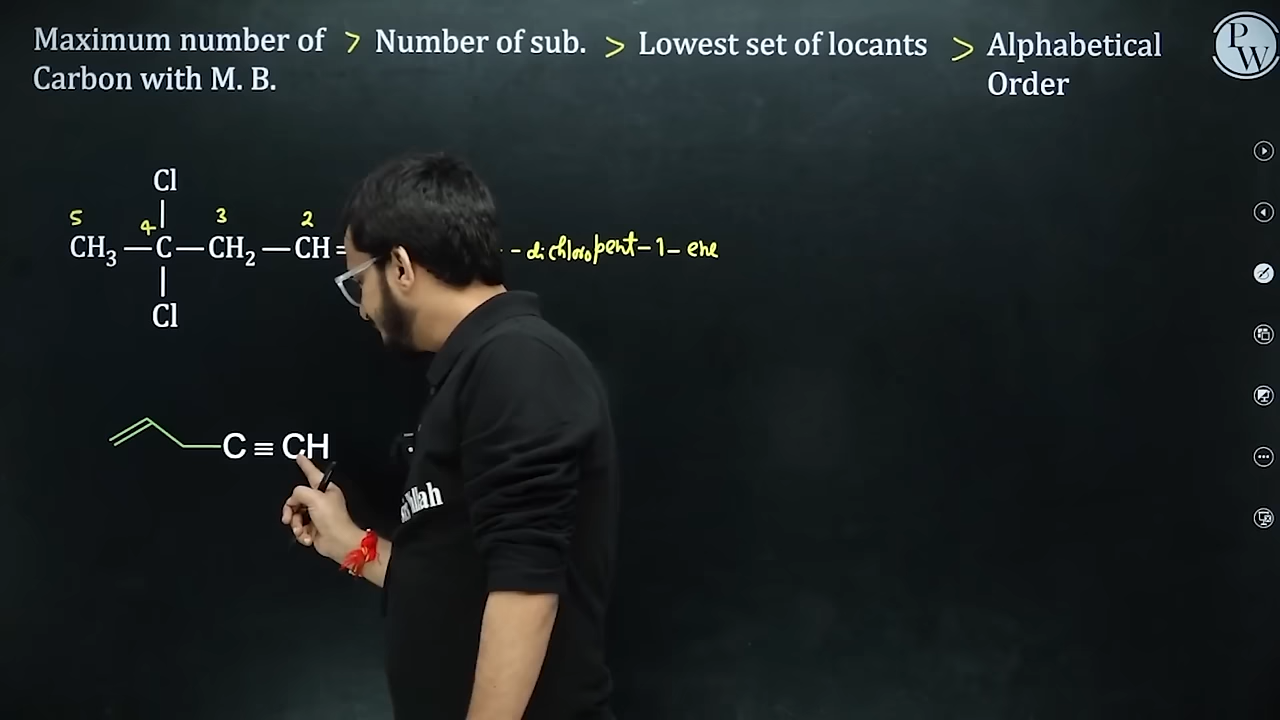 Maximum number of > Number of sub. > Lowest set of locants > Alphabetical
Carbon with M. B. Order
PW
Cl
5 4 3 2
CH₃—C—CH₂—CH= - dichloropent-1-ene
Cl
C≡CH